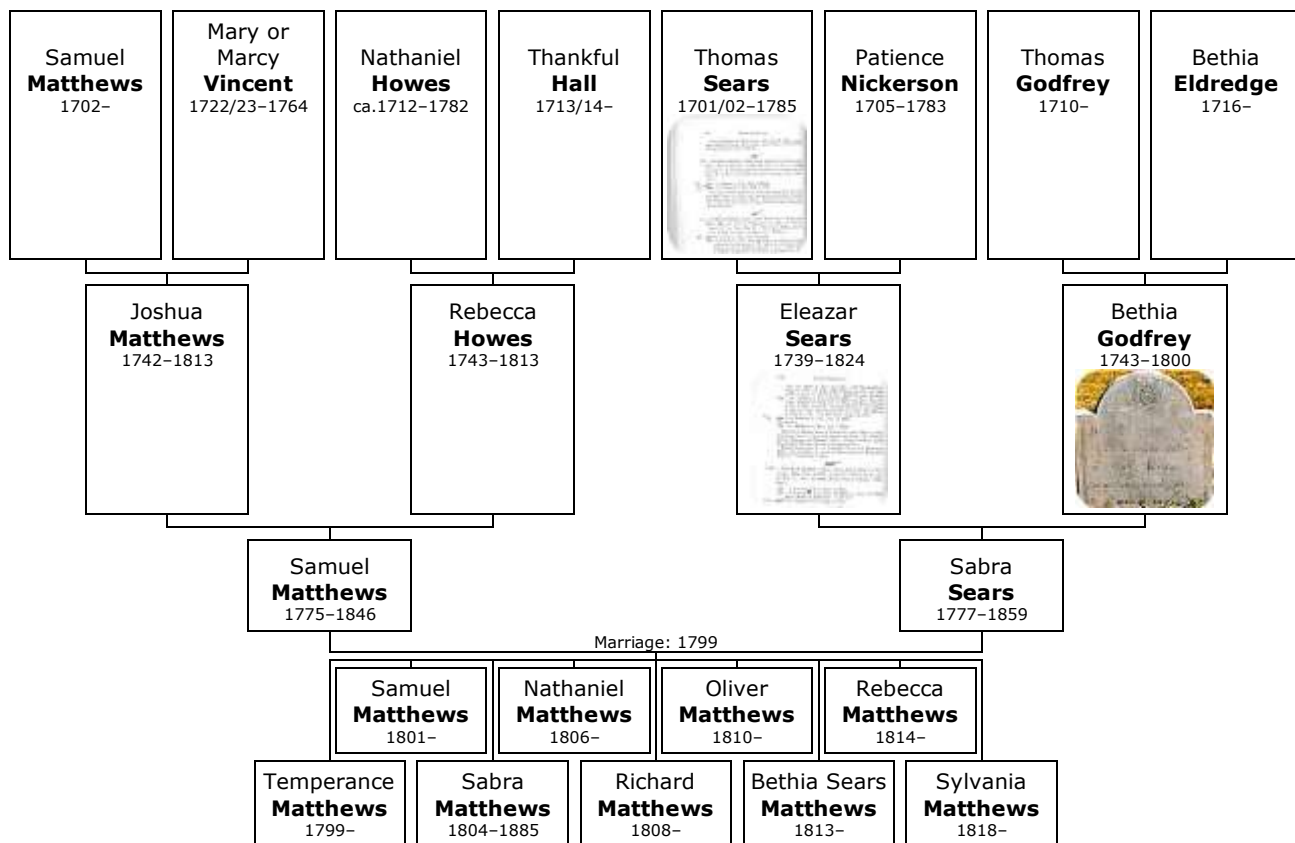 Samuel
Matthews
1702–
Mary or
Marcy
Vincent
1722/23–1764
Nathaniel
Howes
ca.1712–1782
Thankful
Hall
1713/14–
Thomas
Sears
1701/02–1785
Patience
Nickerson
1705–1783
Thomas
Godfrey
1710–
Bethia
Eldredge
1716–
Joshua
Matthews
1742–1813
Rebecca
Howes
1743–1813
Eleazar
Sears
1739–1824
Bethia
Godfrey
1743–1800
Samuel
Matthews
1775–1846
Sabra
Sears
1777–1859
Marriage: 1799
Samuel
Matthews
1801–
Nathaniel
Matthews
1806–
Oliver
Matthews
1810–
Rebecca
Matthews
1814–
Temperance
Matthews
1799–
Sabra
Matthews
1804–1885
Richard
Matthews
1808–
Bethia Sears
Matthews
1813–
Sylvania
Matthews
1818–